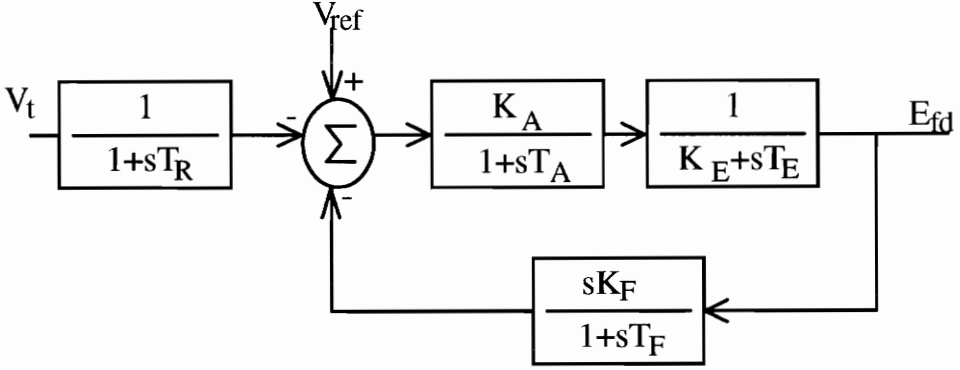 V_ref
V_t
1
1+sT_R
-
+
Σ
-
K_A
1+sT_A
1
K_E+sT_E
E_fd
sK_F
1+sT_F